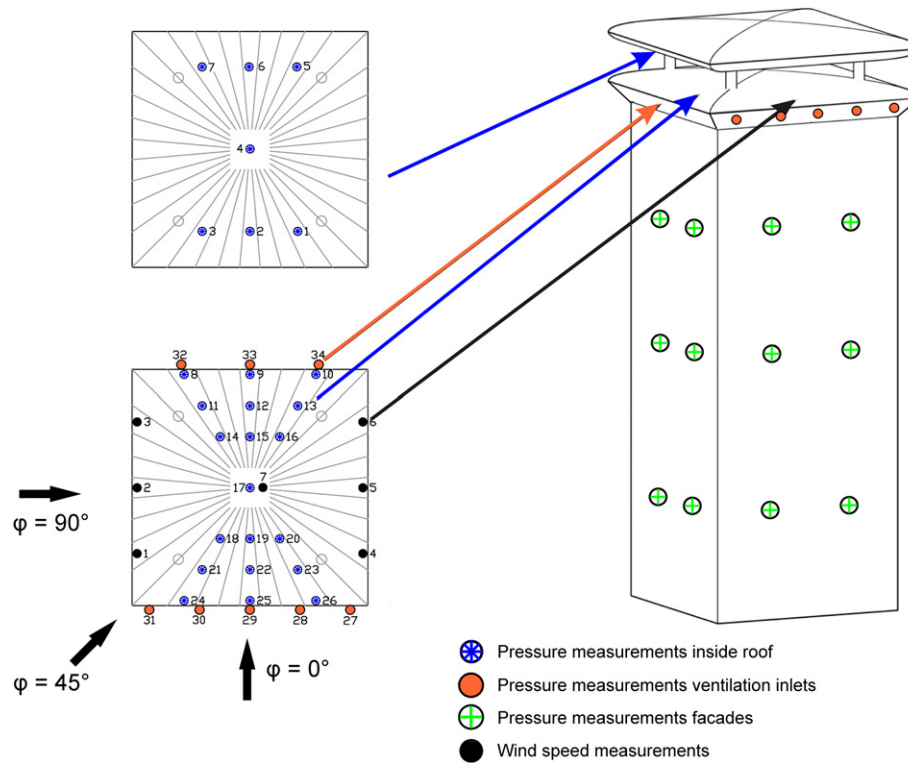 7 6 5
4
3 2 1
32 33 34
8 9 10
11 12 13
3 6
14 15 16
7
2 17 5
φ = 90°
18 19 20
1 4
21 22 23
24 25 26
31 30 29 28 27
φ = 0°
φ = 45°
Pressure measurements inside roof
Pressure measurements ventilation inlets
Pressure measurements facades
Wind speed measurements